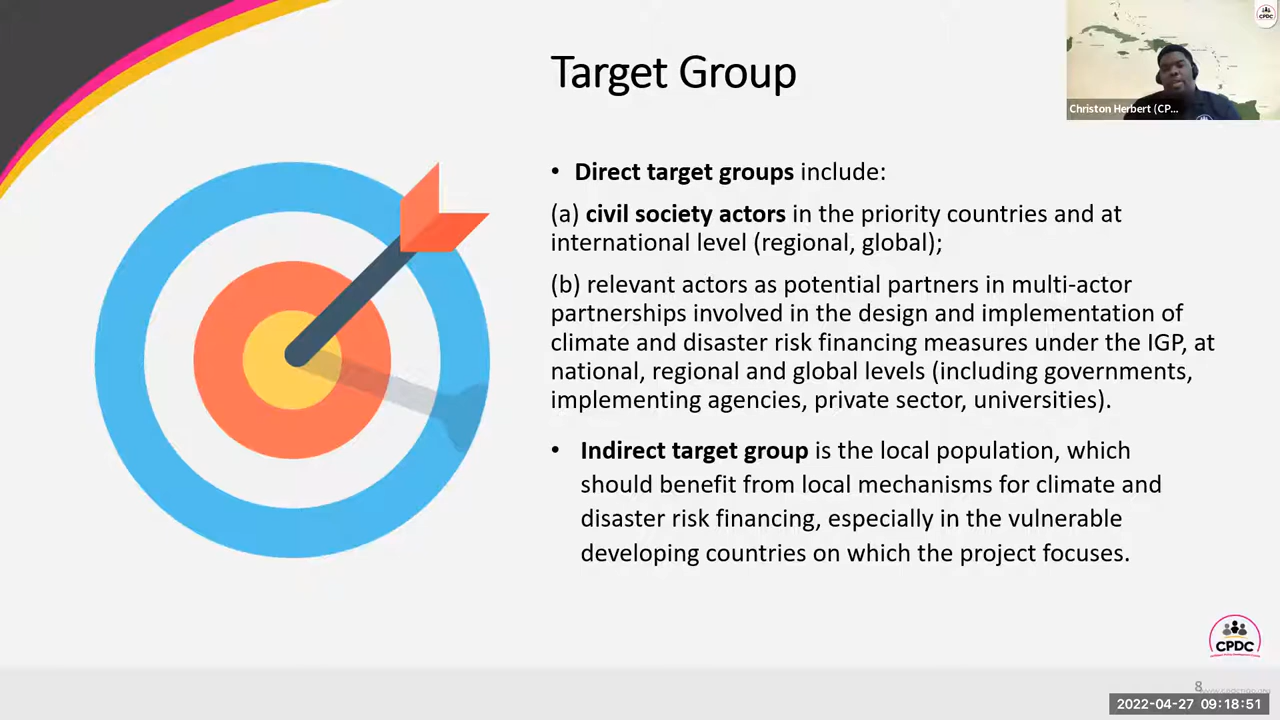 Target Group
CPDC
Christon Herbert (CP...
• Direct target groups include:
(a) civil society actors in the priority countries and at
international level (regional, global);
(b) relevant actors as potential partners in multi-actor
partnerships involved in the design and implementation of
climate and disaster risk financing measures under the IGP, at
national, regional and global levels (including governments,
implementing agencies, private sector, universities).
• Indirect target group is the local population, which
should benefit from local mechanisms for climate and
disaster risk financing, especially in the vulnerable
developing countries on which the project focuses.
CPDC
8
www.cpdcngo.org
2022-04-27 09:18:51